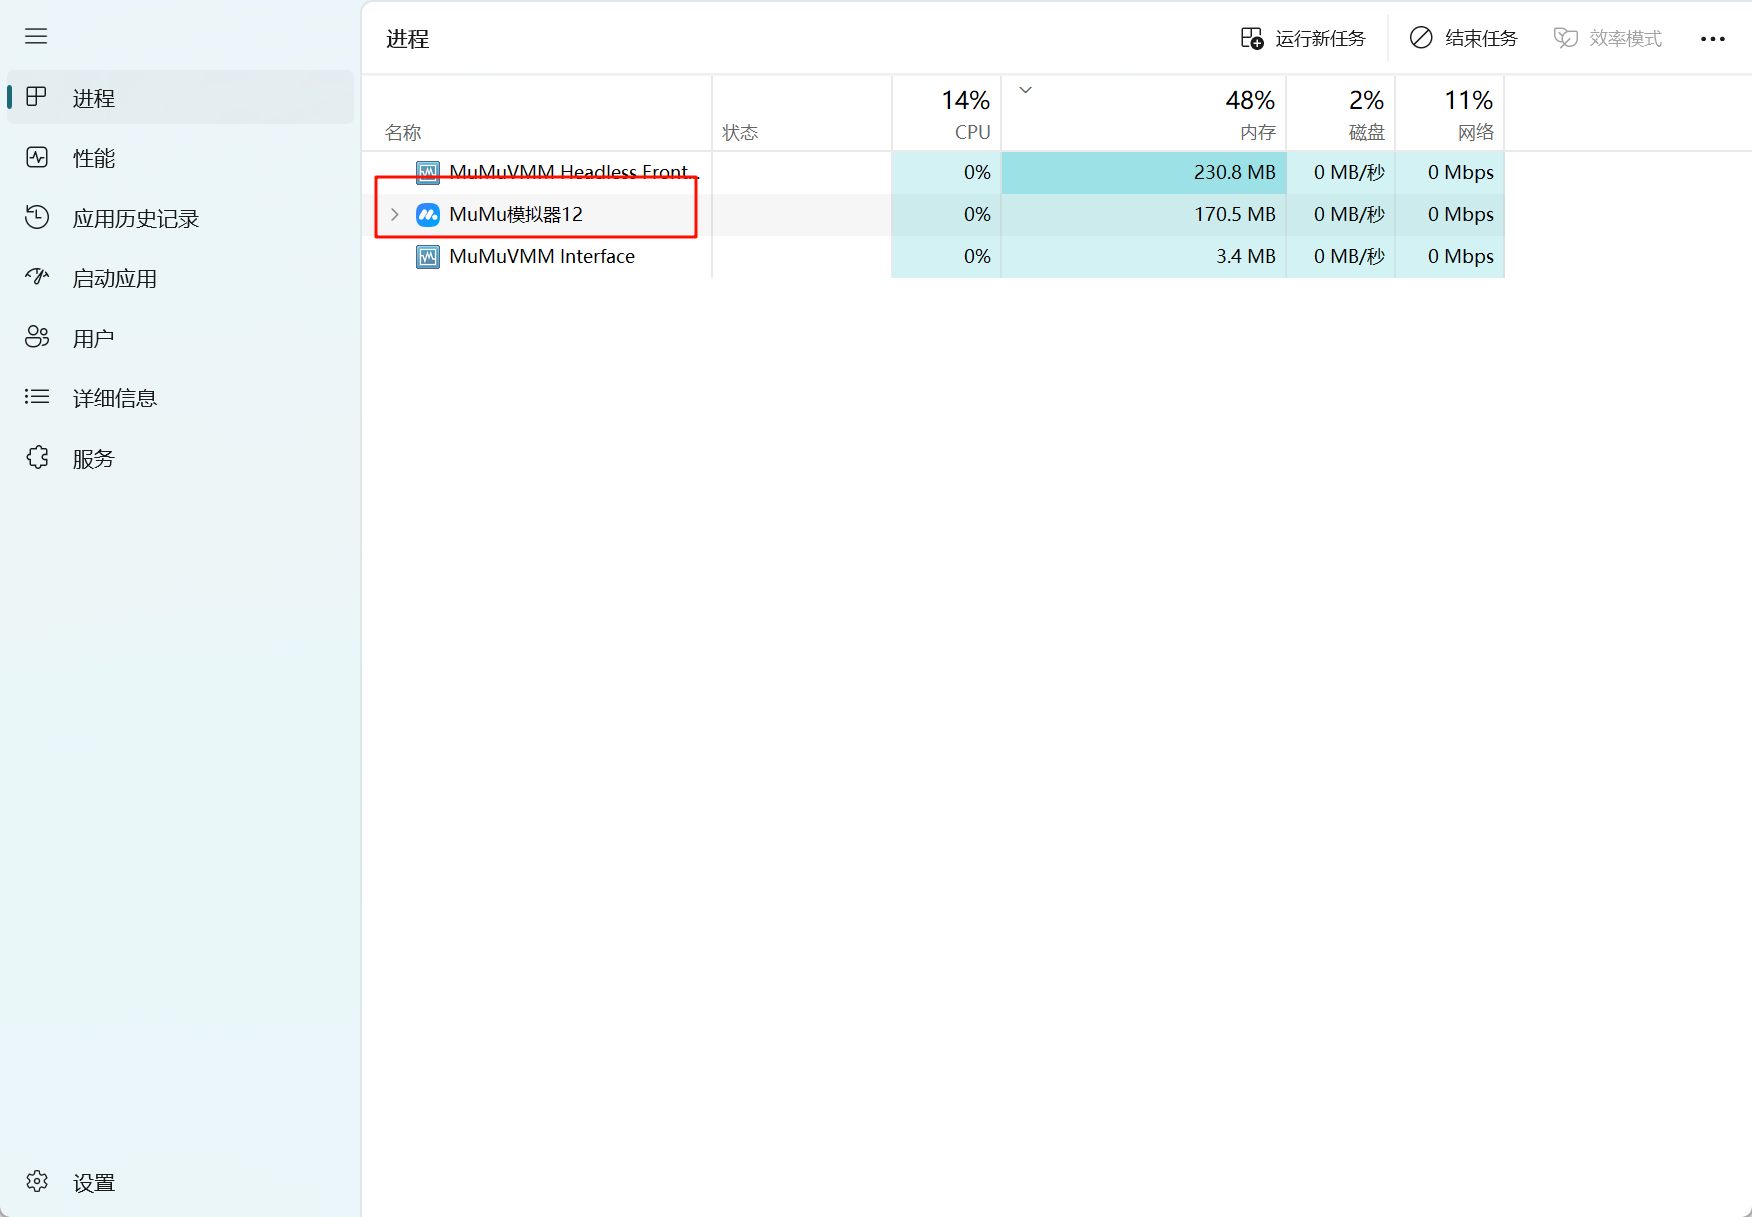 进程
运行新任务
结束任务
效率模式
进程
性能
应用历史记录
启动应用
用户
详细信息
服务
设置
名称 状态 14% CPU 48% 内存 2% 磁盘 11% 网络
MuMuVMM Headless Front... 0% 230.8 MB 0 MB/秒 0 Mbps
MuMu模拟器12 0% 170.5 MB 0 MB/秒 0 Mbps
MuMuVMM Interface 0% 3.4 MB 0 MB/秒 0 Mbps